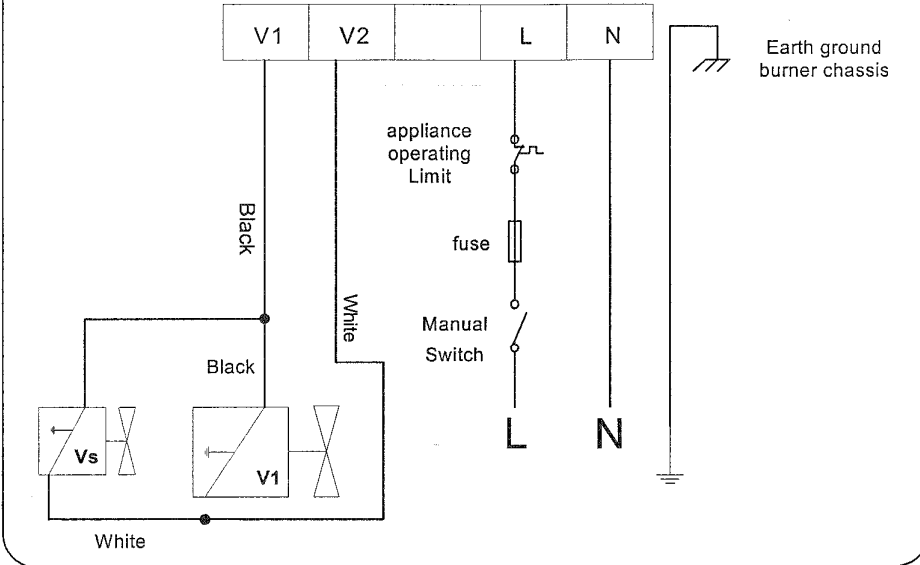 V1
V2
L
N
Earth ground
burner chassis
appliance
operating
Limit
Black
fuse
White
Manual
Switch
Black
L
N
Vs
V1
White